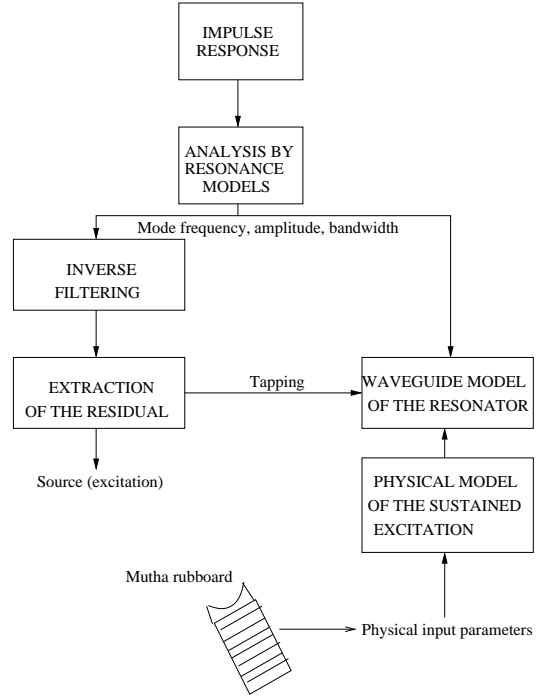 IMPULSE
RESPONSE
ANALYSIS BY
RESONANCE
MODELS
Mode frequency, amplitude, bandwidth
INVERSE
FILTERING
EXTRACTION
OF THE RESIDUAL
Tapping
WAVEGUIDE MODEL
OF THE RESONATOR
Source (excitation)
PHYSICAL MODEL
OF THE SUSTAINED
EXCITATION
Mutha rubboard
Physical input parameters